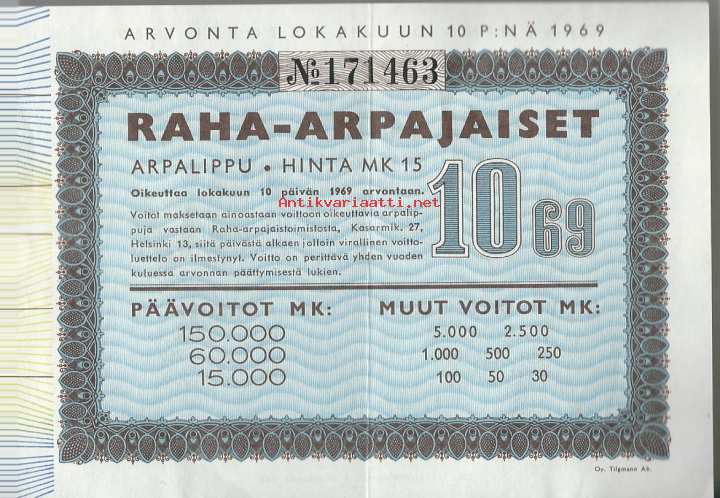 ARVONTA LOKAKUUN 10 P:NÄ 1969
№171463
RAHA-ARPAJAISET
ARPALIPPU • HINTA MK 15
10 69
Oikeuttaa lokakuun 10 päivän 1969 arvontaan.
Antikvariaatti.net
Voitot maksetaan ainoastaan voittoon oikeuttavia arpalip-
puja vastaan Raha-arpajaistoimistosta, Kasarmik. 27,
Helsinki 13, siitä päivästä alkaen jolloin virallinen voitto-
luettelo on ilmestynyt. Voitto on perittävä yhden vuoden
kuluessa arvonnan päättymisestä lukien.
PÄÄVOITOT MK:
150.000
60.000
15.000
MUUT VOITOT MK:
5.000 2.500
1.000 500 250
100 50 30
Oy. Tilgmann Ab.